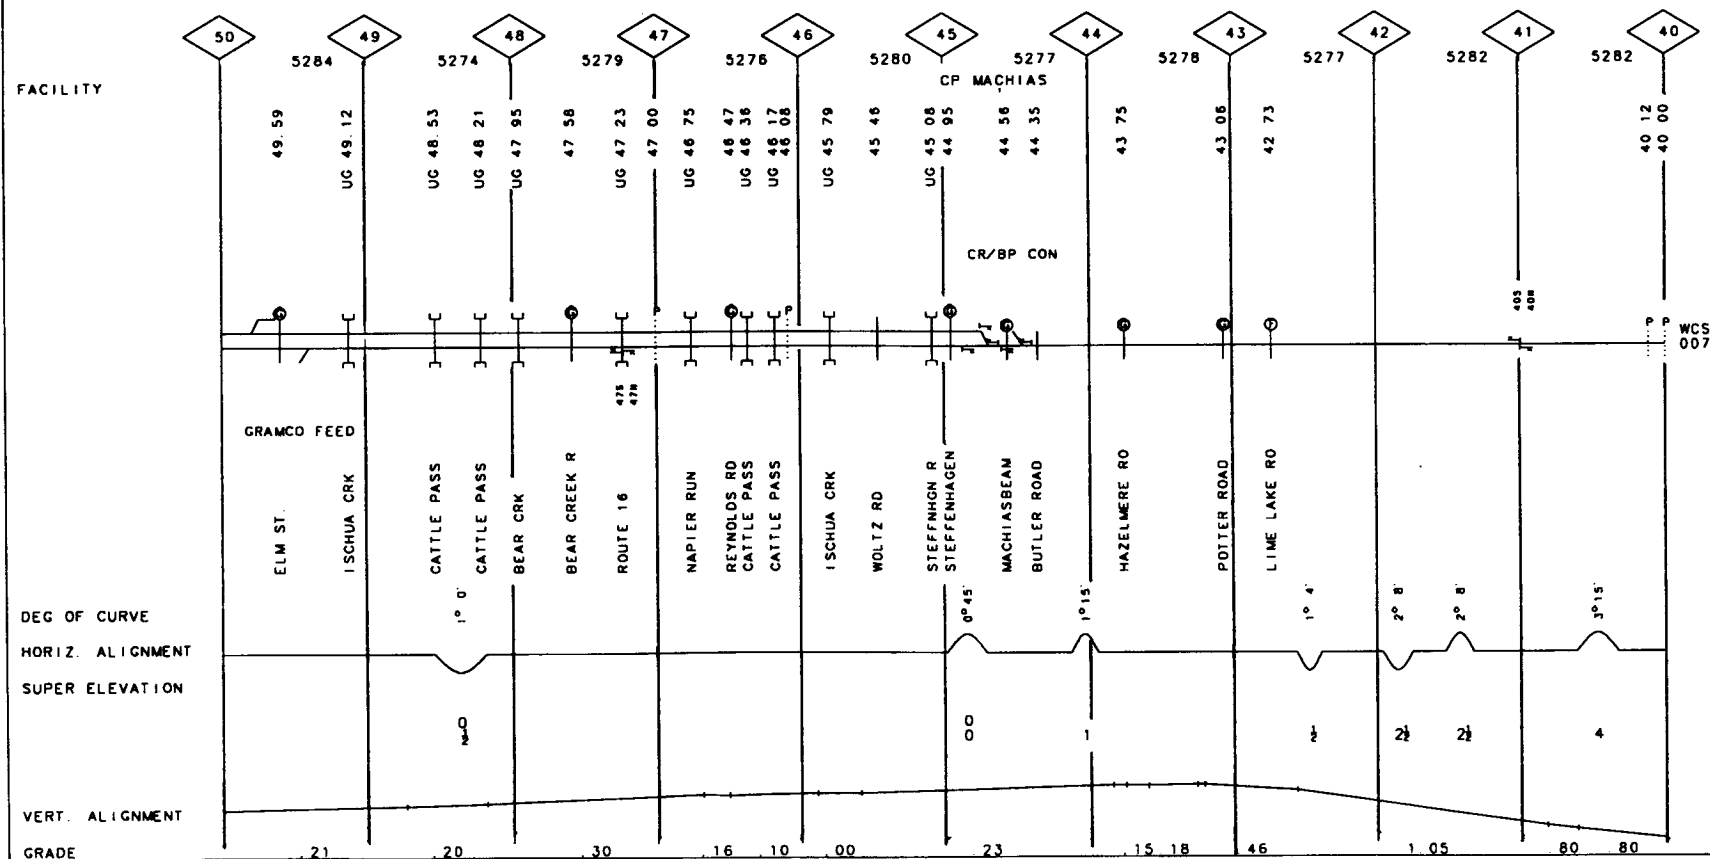 50 49 48 47 46 45 44 43 42 41 40
5284 5274 5279 5276 5280 5277 5278 5277 5282 5282
FACILITY
CP MACHIAS
49.59
UG 49.12
UG 48.53
UG 48 21
UG 47 95
47 58
UG 47 23
47 00
UG 46 75
46 47
UG 46 36
UG 46 17
46 08
UG 45 79
45 46
UG 45 08
44 95
44 56
44 35
43 75
43 06
42 73
40 12
40 00
CR/BP CON
40S
40N
G G P G P G G G G F P P
WCS
007
47S
47N
GRAMCO FEED
ELM ST.
ISCHUA CRK
CATTLE PASS
CATTLE PASS
BEAR CRK
BEAR CREEK R
ROUTE 16
NAPIER RUN
REYNOLDS RD
CATTLE PASS
CATTLE PASS
ISCHUA CRK
WOLTZ RD
STEFFNHGN R
STEFFENHAGEN
MACHIASBEAM
BUTLER ROAD
HAZELMERE RD
POTTER ROAD
LIME LAKE RD
DEG OF CURVE
1° 0' 0°45' 1°15' 1° 4' 2° 8' 2° 8' 3°15'
HORIZ. ALIGNMENT
SUPER ELEVATION
0 0
½ 0 1 ½ 2½ 2½ 4
VERT. ALIGNMENT
GRADE .21 .20 .30 .16 .10 .00 .23 .15 .18 .46 1.05 .80 .80